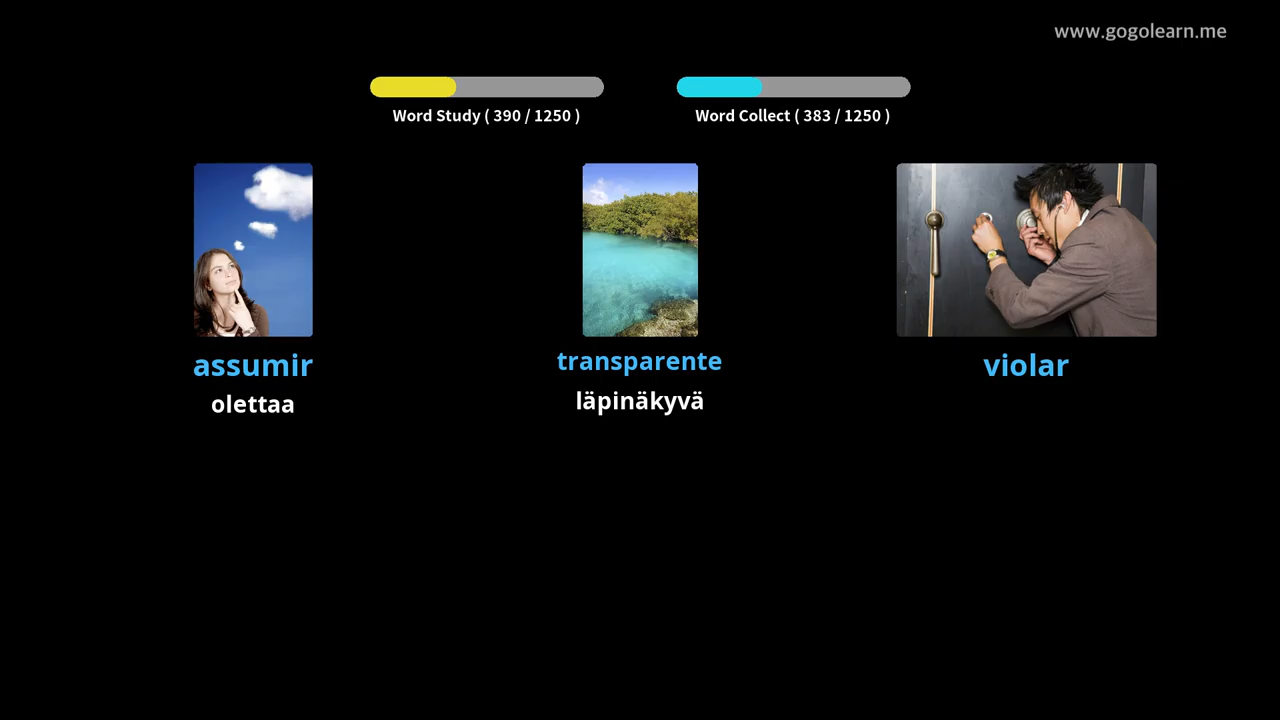 www.gogolearn.me
Word Study ( 390 / 1250 )
Word Collect ( 383 / 1250 )
assumir
olettaa
transparente
läpinäkyvä
violar